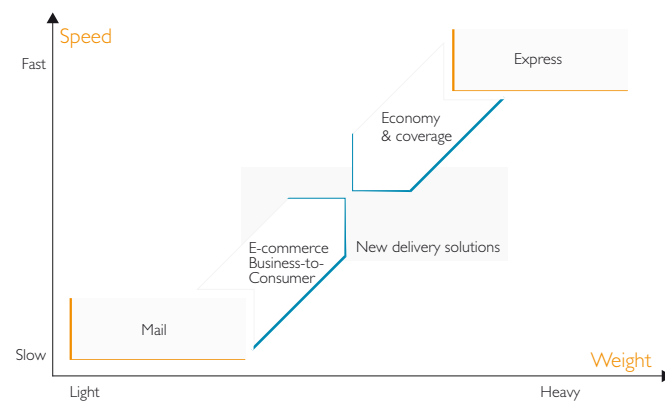 Speed
Fast
Express
Economy
& coverage
E-commerce
Business-to-
Consumer
New delivery solutions
Mail
Slow
Weight
Light
Heavy